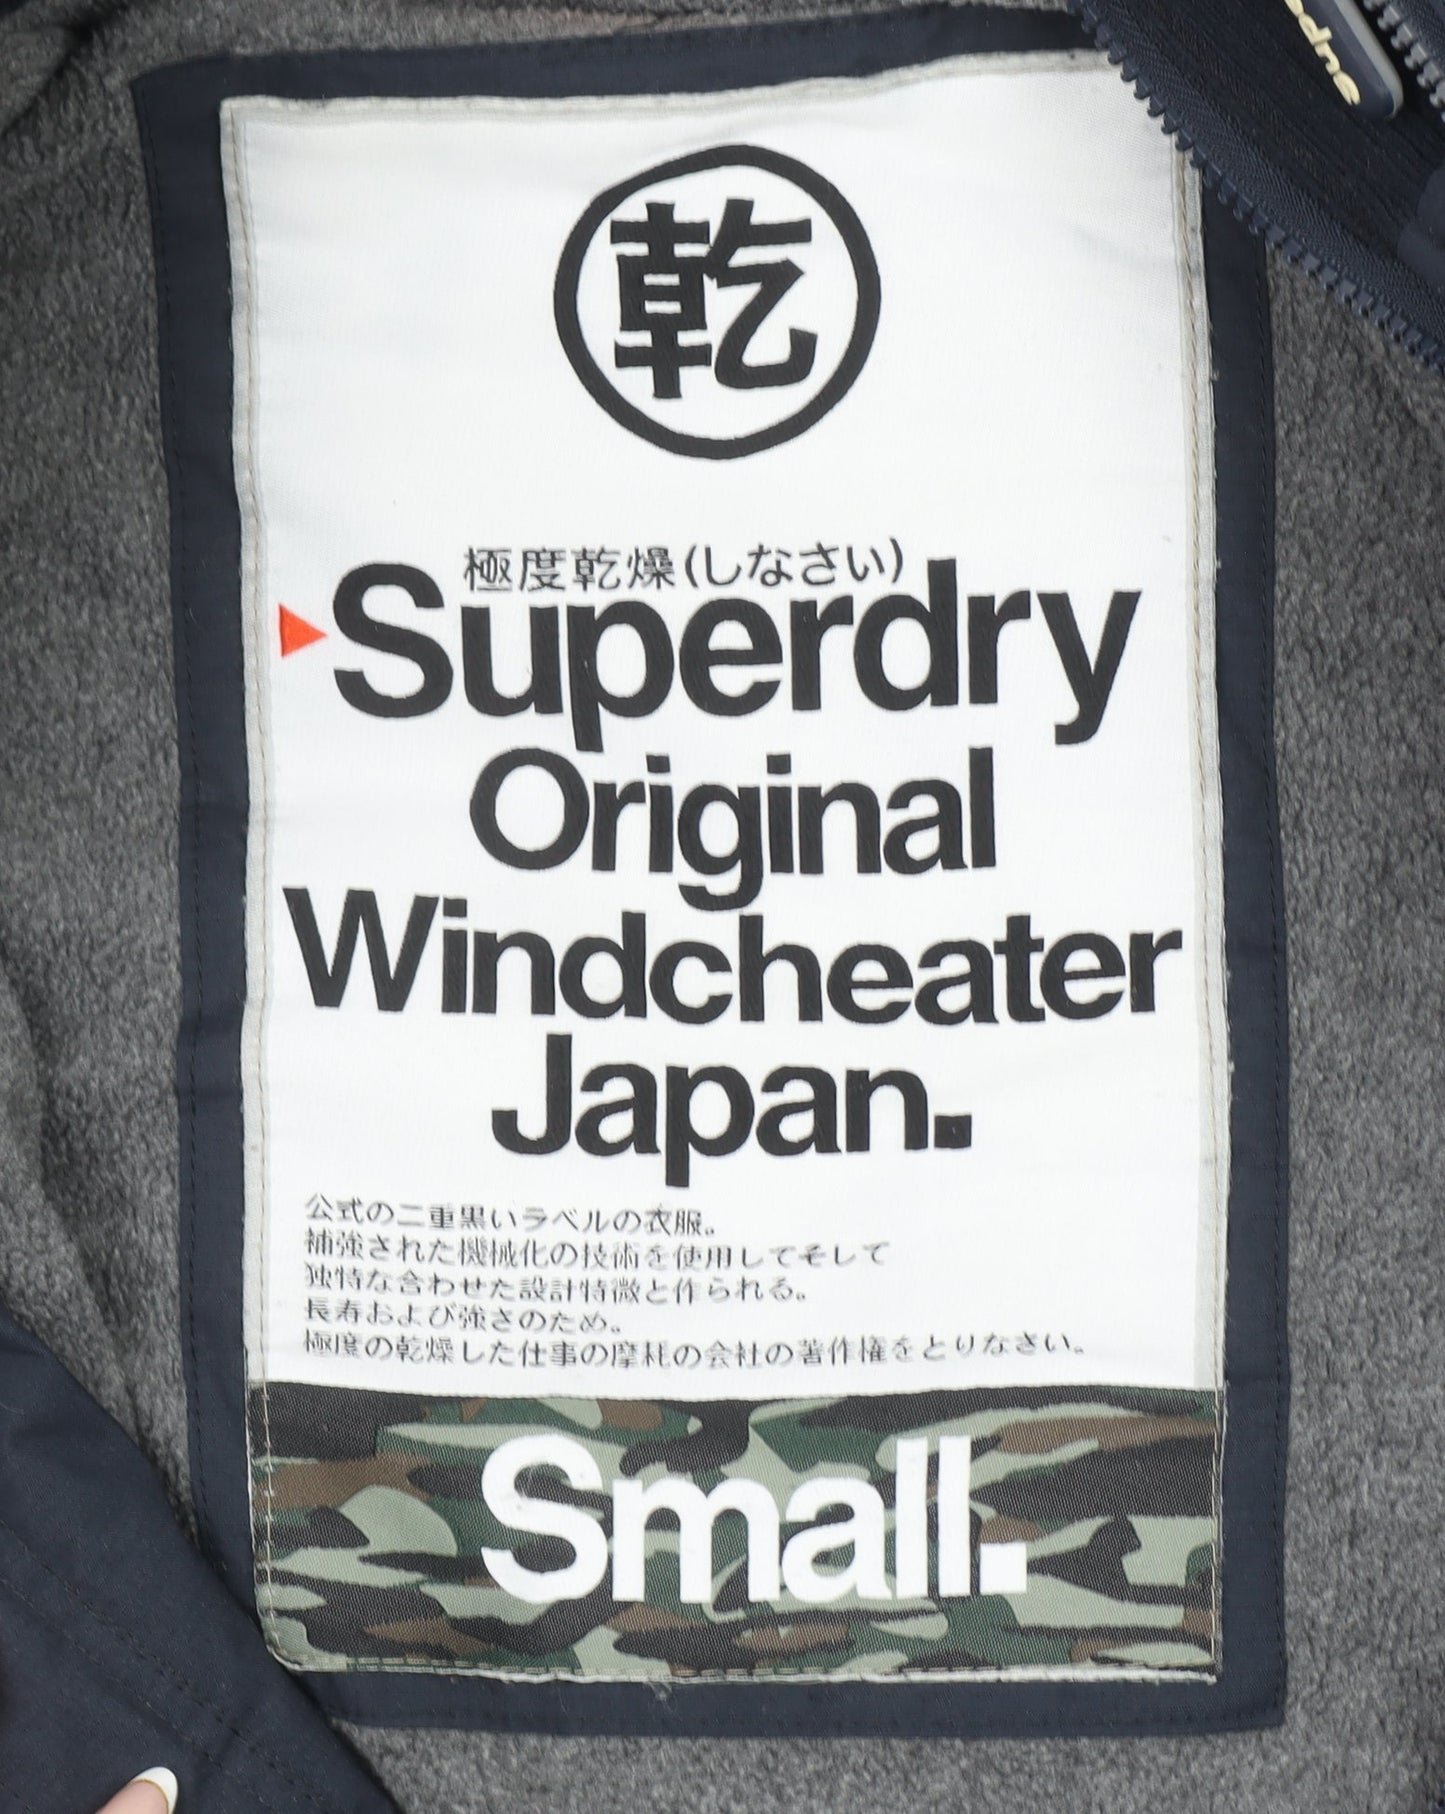 乾
極度乾燥(しなさい)
Superdry
Original
Windcheater
Japan.
公式の二重黒いラベルの衣服。
補強された機械化の技術を使用してそして
独特な合わせた設計特徴と作られる。
長寿および強さのため。
極度の乾燥した仕事の摩耗の会社の著作権をとりなさい。
Small.